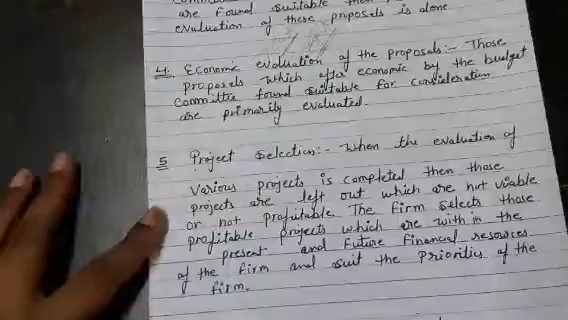 are found suitable then
evaluation of these proposals is done
4. Economic evaluation of the proposals:- Those
proposals which after economic by the budget
committee found suitable for consideration
are primarily evaluated.
5 Project Selection:- When the evaluation of
various projects is completed then those
projects are left out which are not viable
or not profitable. The firm selects those
profitable projects which are within the
present and future financial resources
of the firm and suit the priorities of the
firm.